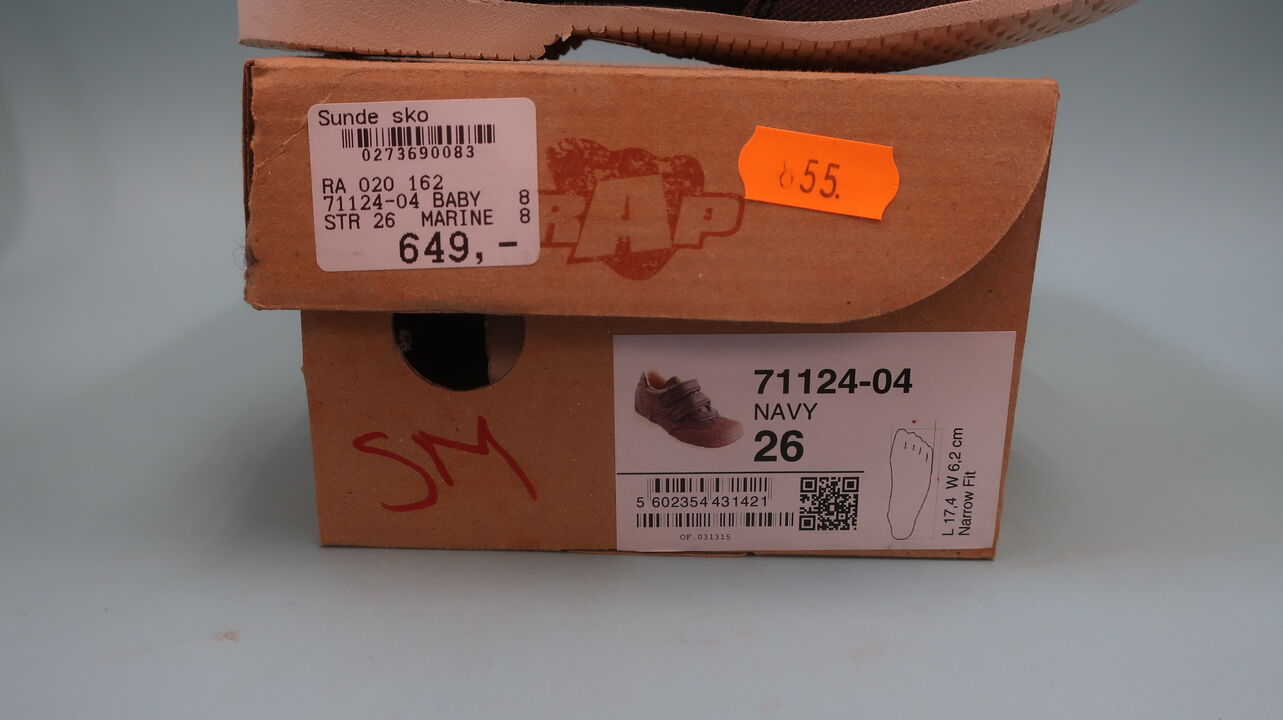 Sunde sko
0273690083
RA 020 162
71124-04 BABY 8
STR 26 MARINE 8
649,-
RAP
855.
SM
71124-04
NAVY
26
5 602354 431421
OF.031315
L 17,4 W 6,2 cm
Narrow Fit